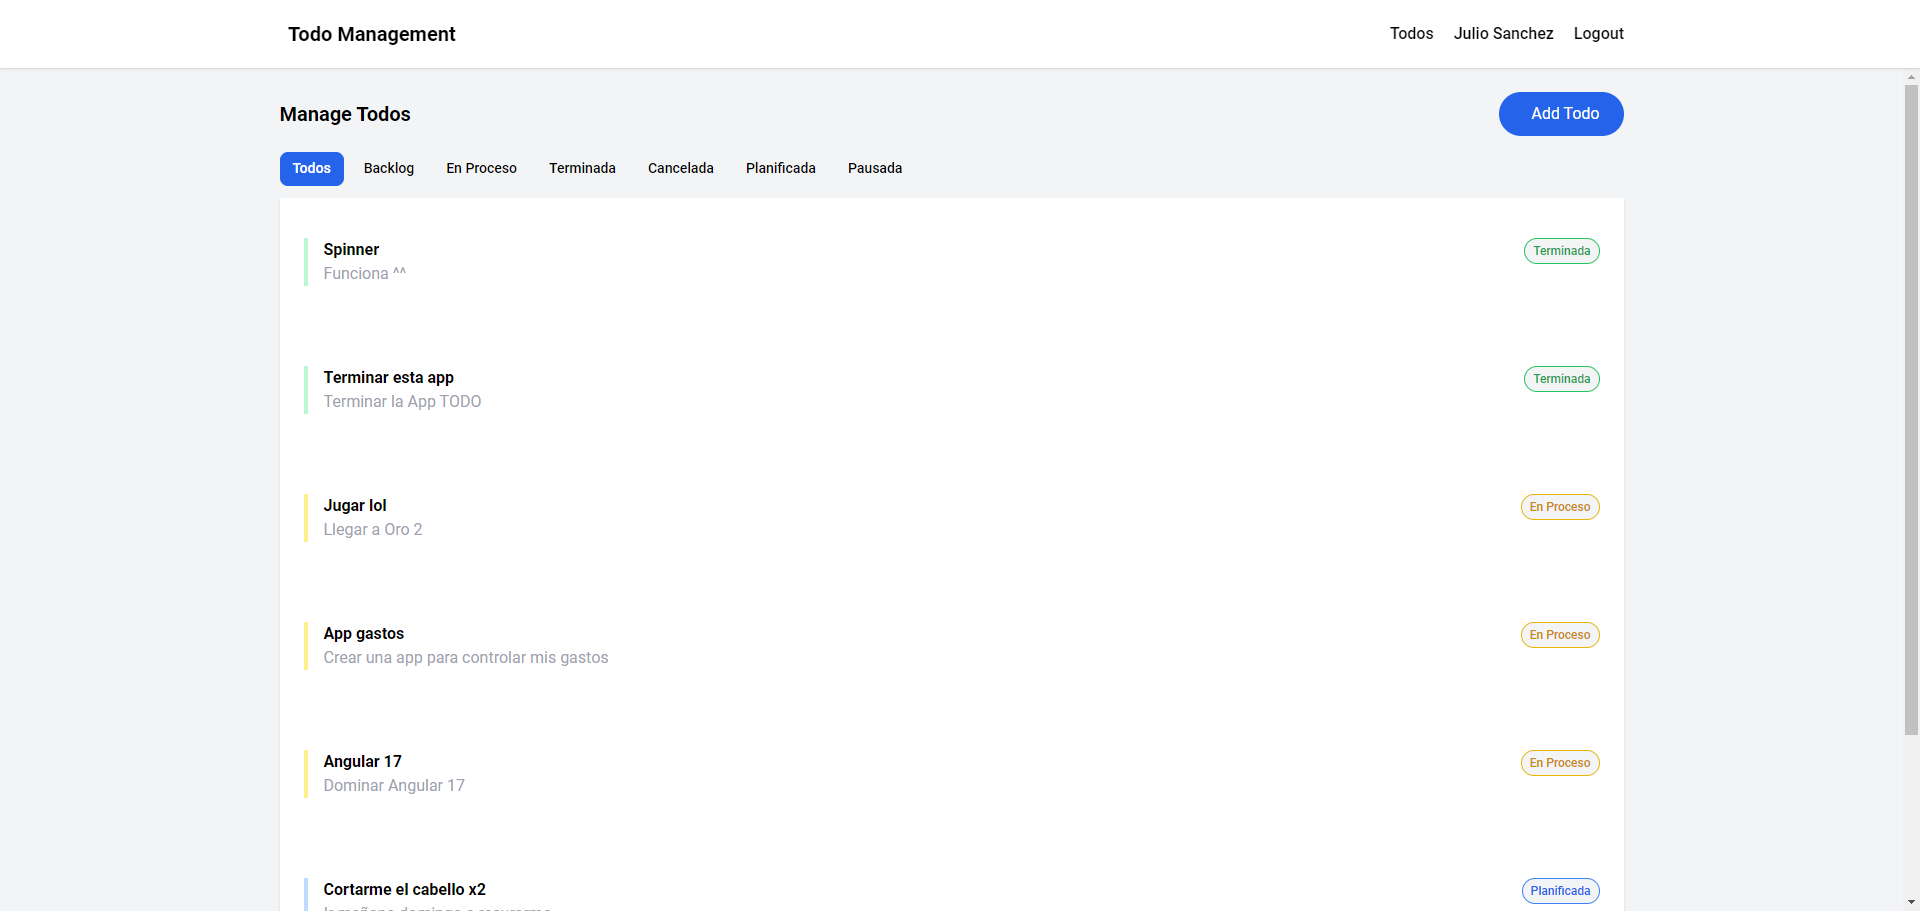 Todo Management
Todos Julio Sanchez Logout
Manage Todos
Add Todo
Todos Backlog En Proceso Terminada Cancelada Planificada Pausada
Spinner
Terminada
Funciona ^^
Terminar esta app
Terminada
Terminar la App TODO
Jugar lol
En Proceso
Llegar a Oro 2
App gastos
En Proceso
Crear una app para controlar mis gastos
Angular 17
En Proceso
Dominar Angular 17
Cortarme el cabello x2
Planificada
Ir mañana domingo a